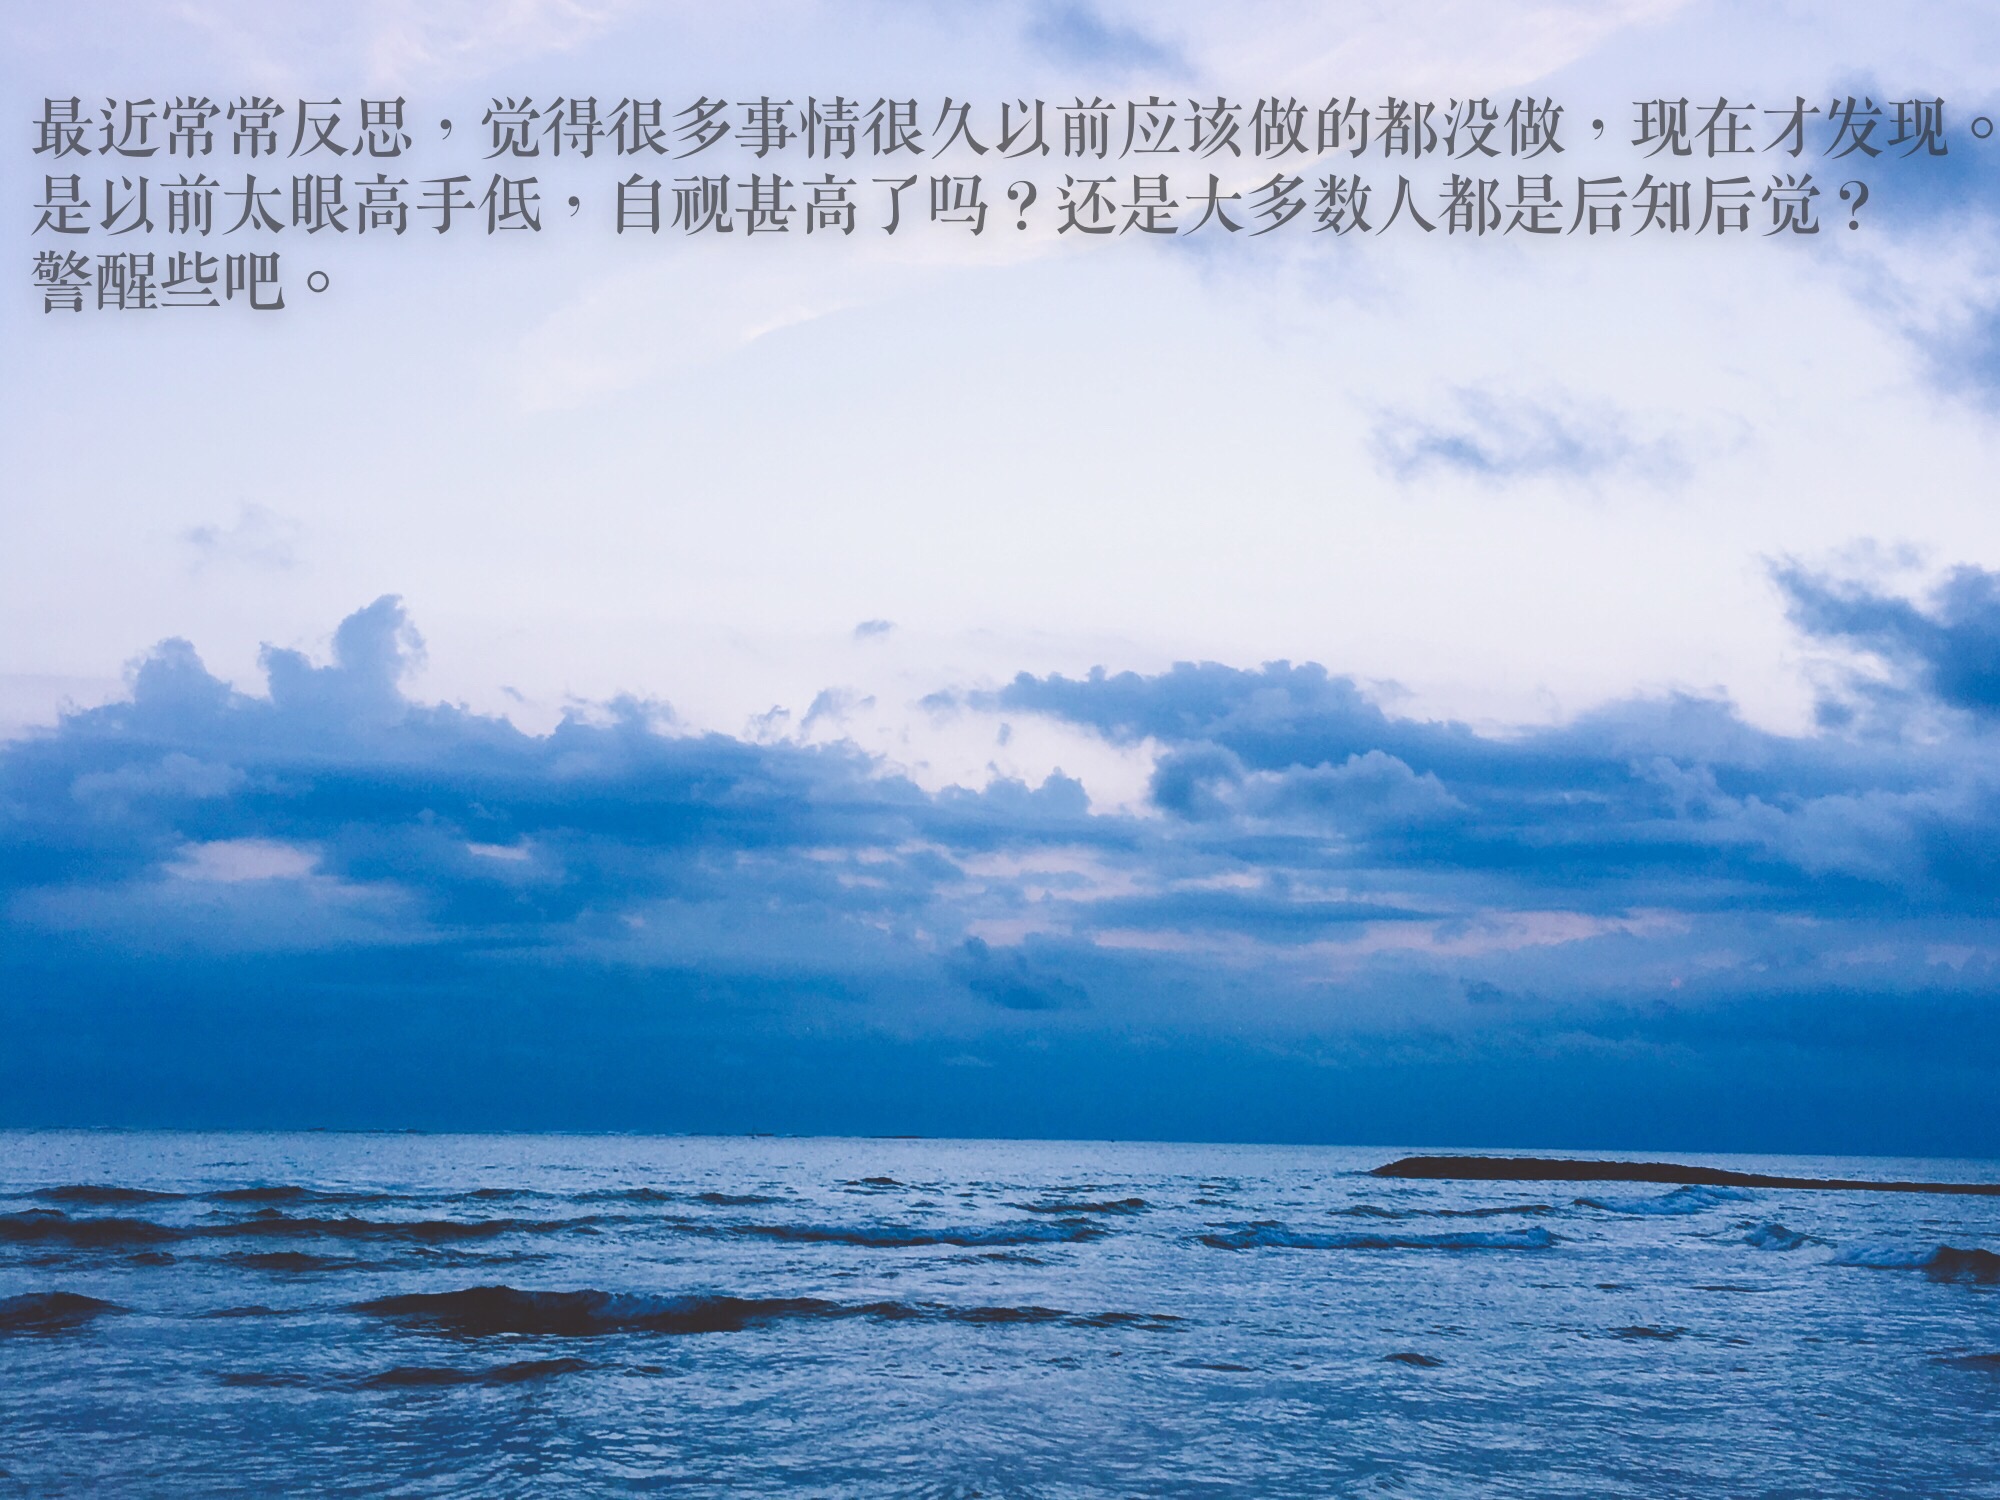 最近常常反思，觉得很多事情很久以前应该做的都没做，现在才发现。
是以前太眼高手低，自视甚高了吗？还是大多数人都是后知后觉？
警醒些吧。